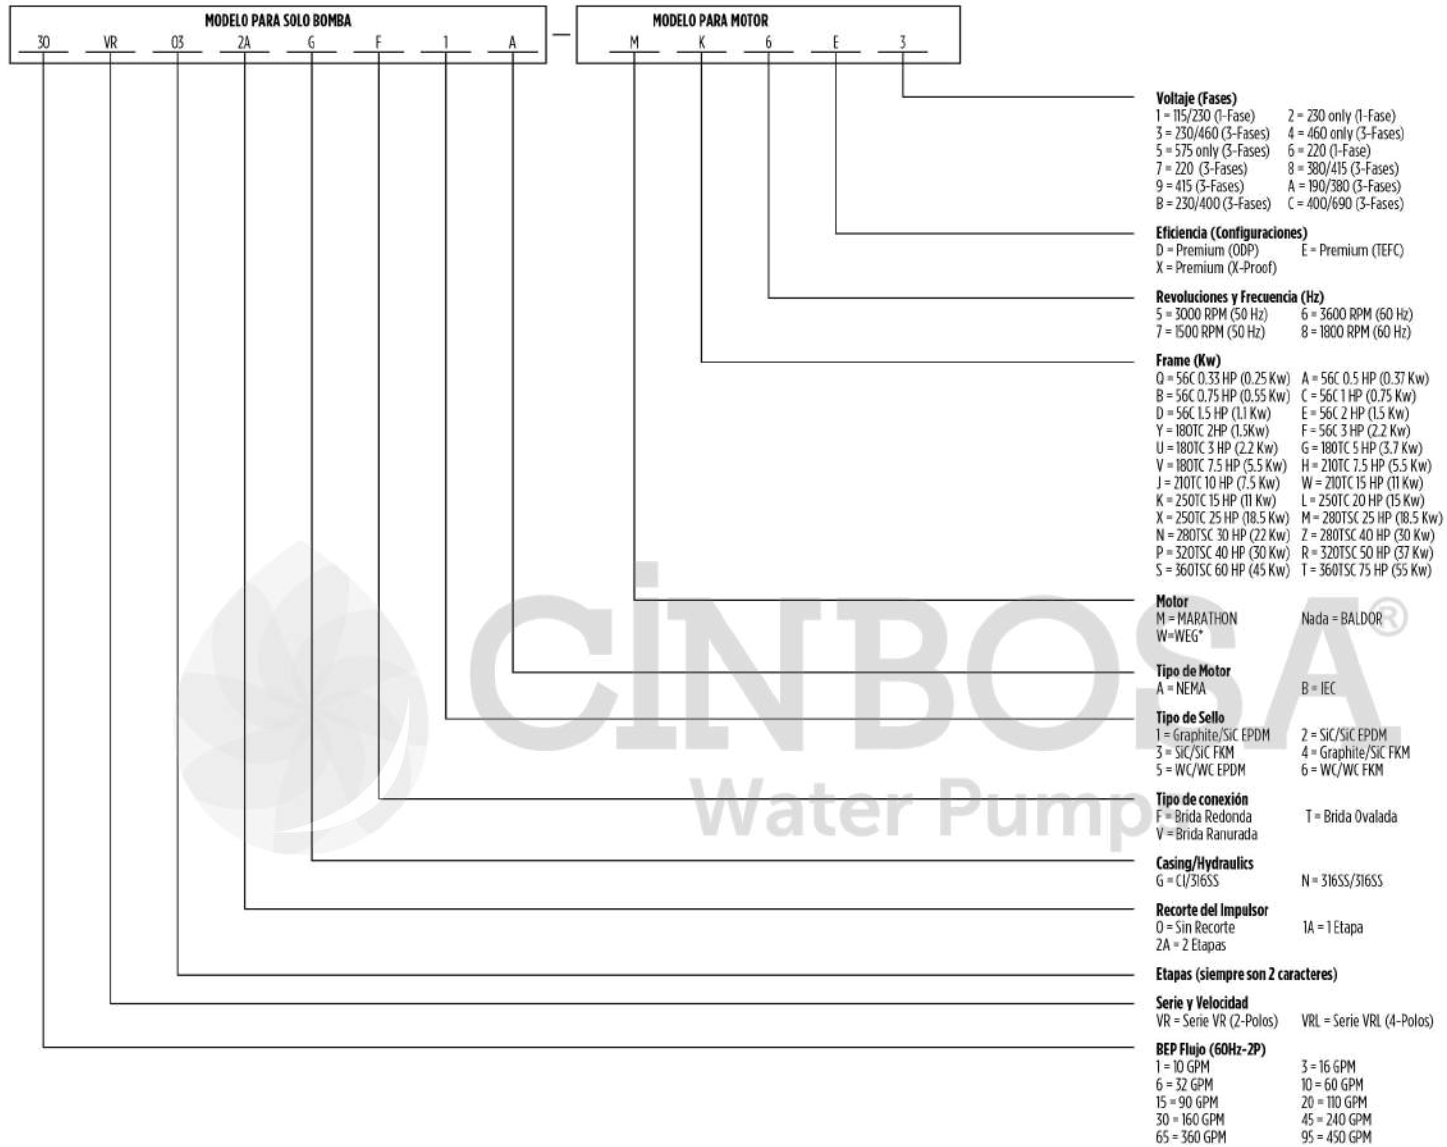 MODELO PARA SOLO BOMBA MODELO PARA MOTOR
30 VR 03 2A G F 1 A — M K 6 E 3
Voltaje (Fases)
1 = 115/230 (1-Fase) 2 = 230 only (1-Fase)
3 = 230/460 (3-Fases) 4 = 460 only (3-Fases)
5 = 575 only (3-Fases) 6 = 220 (1-Fase)
7 = 220 (3-Fases) 8 = 380/415 (3-Fases)
9 = 415 (3-Fases) A = 190/380 (3-Fases)
B = 230/400 (3-Fases) C = 400/690 (3-Fases)
Eficiencia (Configuraciones)
D = Premium (ODP) E = Premium (TEFC)
X = Premium (X-Proof)
Revoluciones y Frecuencia (Hz)
5 = 3000 RPM (50 Hz) 6 = 3600 RPM (60 Hz)
7 = 1500 RPM (50 Hz) 8 = 1800 RPM (60 Hz)
Frame (Kw)
Q = 56C 0.33 HP (0.25 Kw) A = 56C 0.5 HP (0.37 Kw)
B = 56C 0.75 HP (0.55 Kw) C = 56C 1 HP (0.75 Kw)
D = 56C 1.5 HP (1.1 Kw) E = 56C 2 HP (1.5 Kw)
Y = 180TC 2HP (1.5Kw) F = 56C 3 HP (2.2 Kw)
U = 180TC 3 HP (2.2 Kw) G = 180TC 5 HP (3.7 Kw)
V = 180TC 7.5 HP (5.5 Kw) H = 210TC 7.5 HP (5.5 Kw)
J = 210TC 10 HP (7.5 Kw) W = 210TC 15 HP (11 Kw)
K = 250TC 15 HP (11 Kw) L = 250TC 20 HP (15 Kw)
X = 250TC 25 HP (18.5 Kw) M = 280TSC 25 HP (18.5 Kw)
N = 280TSC 30 HP (22 Kw) Z = 280TSC 40 HP (30 Kw)
P = 320TSC 40 HP (30 Kw) R = 320TSC 50 HP (37 Kw)
S = 360TSC 60 HP (45 Kw) T = 360TSC 75 HP (55 Kw)
Motor
M = MARATHON Nada = BALDOR
W=WEG*
Tipo de Motor
A = NEMA B = IEC
Tipo de Sello
1 = Graphite/SiC EPDM 2 = SiC/SiC EPDM
3 = SiC/SiC FKM 4 = Graphite/SiC FKM
5 = WC/WC EPDM 6 = WC/WC FKM
Tipo de conexión
F = Brida Redonda T = Brida Ovalada
V = Brida Ranurada
Casing/Hydraulics
G = CI/316SS N = 316SS/316SS
Recorte del Impulsor
0 = Sin Recorte 1A = 1 Etapa
2A = 2 Etapas
Etapas (siempre son 2 caracteres)
Serie y Velocidad
VR = Serie VR (2-Polos) VRL = Serie VRL (4-Polos)
BEP Flujo (60Hz-2P)
1 = 10 GPM 3 = 16 GPM
6 = 32 GPM 10 = 60 GPM
15 = 90 GPM 20 = 110 GPM
30 = 160 GPM 45 = 240 GPM
65 = 360 GPM 95 = 450 GPM
CiNBOSA®
Water Pumps